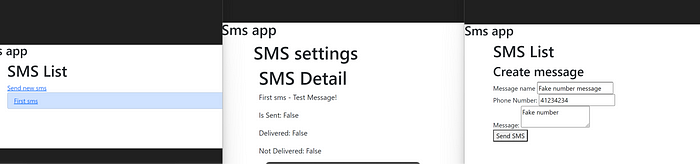 s app
SMS List
Send new sms
First sms
Sms app
SMS settings
SMS Detail
First sms - Test Message!
Is Sent: False
Delivered: False
Not Delivered: False
Sms app
SMS List
Create message
Message name Fake number message
Phone Number: 41234234
Fake number
Message:
Send SMS